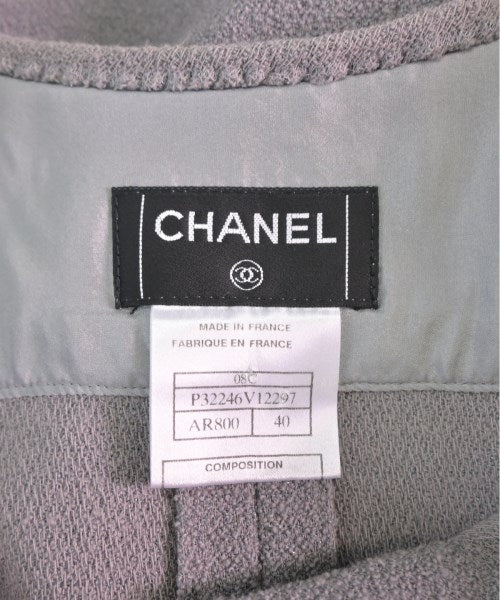 CHANEL
MADE IN FRANCE
FABRIQUE EN FRANCE
08C
P32246V12297
AR800 40
COMPOSITION